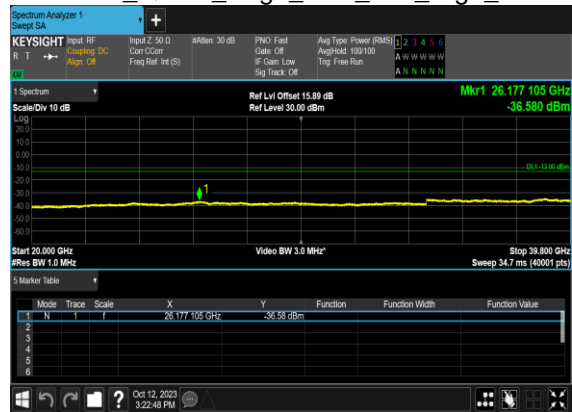 Spectrum Analyzer 1
Swept SA
+
KEYSIGHT Input: RF Input Z: 50 Ω #Atten: 30 dB PNO: Fast Avg Type: Power (RMS) 1 2 3 4 5 6
R T Coupling: DC Corr CCorr Gate: Off Avg|Hold: 100/100 A W W W W W
Align: Off Freq Ref: Int (S) IF Gain: Low Trig: Free Run
Sig Track: Off A N N N N N
LW
1 Spectrum Ref Lvl Offset 15.89 dB Mkr1 26.177 105 GHz
Scale/Div 10 dB Ref Level 30.00 dBm -36.580 dBm
Log
20.0
10.0
0.00
-10.0
DL1 -13.00 dBm
-20.0
-30.0
1
-40.0
-50.0
-60.0
Start 20.000 GHz Video BW 3.0 MHz* Stop 39.800 GHz
#Res BW 1.0 MHz Sweep 34.7 ms (40001 pts)
5 Marker Table
Mode Trace Scale X Y Function Function Width Function Value
1 N 1 f 26.177 105 GHz -36.58 dBm
2
3
4
5
6
? Oct 12, 2023
3:22:48 PM